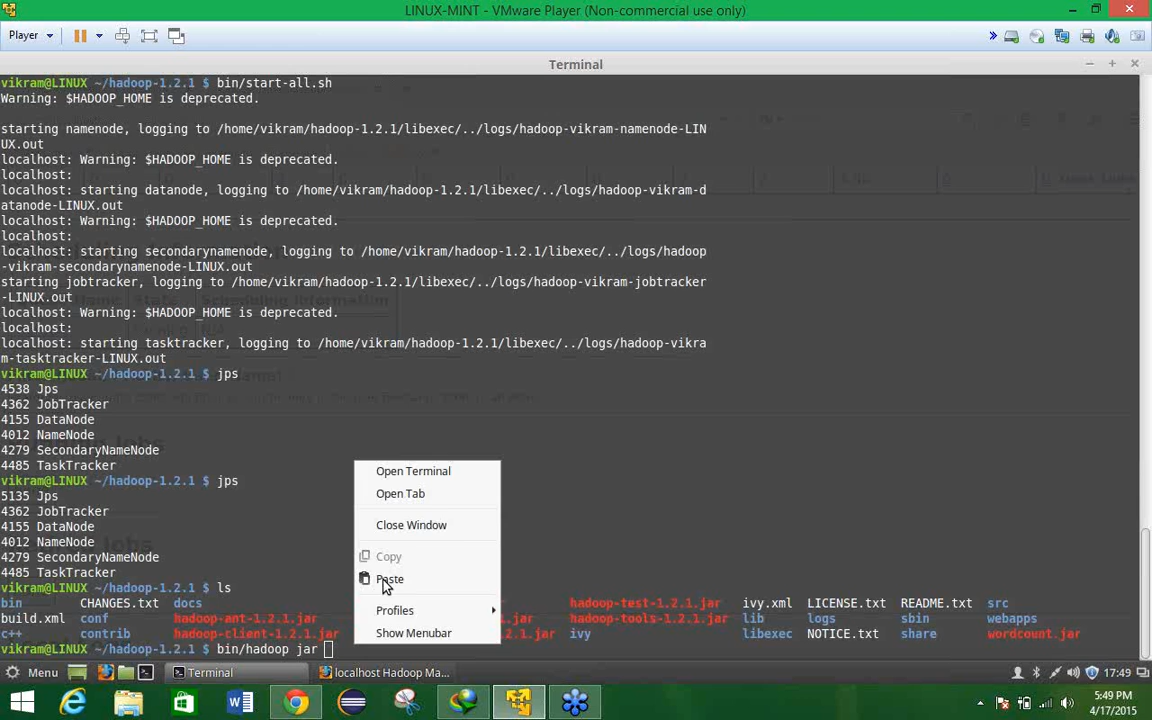 LINUX-MINT - VMware Player (Non-commercial use only)
Player
Terminal
vikram@LINUX ~/hadoop-1.2.1 $ bin/start-all.sh
Warning: $HADOOP_HOME is deprecated.
starting namenode, logging to /home/vikram/hadoop-1.2.1/libexec/../logs/hadoop-vikram-namenode-LIN
UX.out
localhost: Warning: $HADOOP_HOME is deprecated.
localhost:
localhost: starting datanode, logging to /home/vikram/hadoop-1.2.1/libexec/../logs/hadoop-vikram-d
atanode-LINUX.out
localhost: Warning: $HADOOP_HOME is deprecated.
localhost:
localhost: starting secondarynamenode, logging to /home/vikram/hadoop-1.2.1/libexec/../logs/hadoop
-vikram-secondarynamenode-LINUX.out
starting jobtracker, logging to /home/vikram/hadoop-1.2.1/libexec/../logs/hadoop-vikram-jobtracker
-LINUX.out
localhost: Warning: $HADOOP_HOME is deprecated.
localhost:
localhost: starting tasktracker, logging to /home/vikram/hadoop-1.2.1/libexec/../logs/hadoop-vikra
m-tasktracker-LINUX.out
vikram@LINUX ~/hadoop-1.2.1 $ jps
4538 Jps
4362 JobTracker
4155 DataNode
4012 NameNode
4279 SecondaryNameNode
4485 TaskTracker
vikram@LINUX ~/hadoop-1.2.1 $ jps
5135 Jps
4362 JobTracker
4155 DataNode
4012 NameNode
4279 SecondaryNameNode
4485 TaskTracker
vikram@LINUX ~/hadoop-1.2.1 $ ls
bin CHANGES.txt docs hadoop-test-1.2.1.jar ivy.xml LICENSE.txt README.txt src
build.xml conf hadoop-ant-1.2.1.jar .1.jar hadoop-tools-1.2.1.jar lib logs sbin webapps
c++ contrib hadoop-client-1.2.1.jar 2.1.jar ivy libexec NOTICE.txt share wordcount.jar
vikram@LINUX ~/hadoop-1.2.1 $ bin/hadoop jar
Open Terminal
Open Tab
Close Window
Copy
Paste
Profiles
Show Menubar
Menu
Terminal
localhost Hadoop Ma...
17:49
5:49 PM
4/17/2015